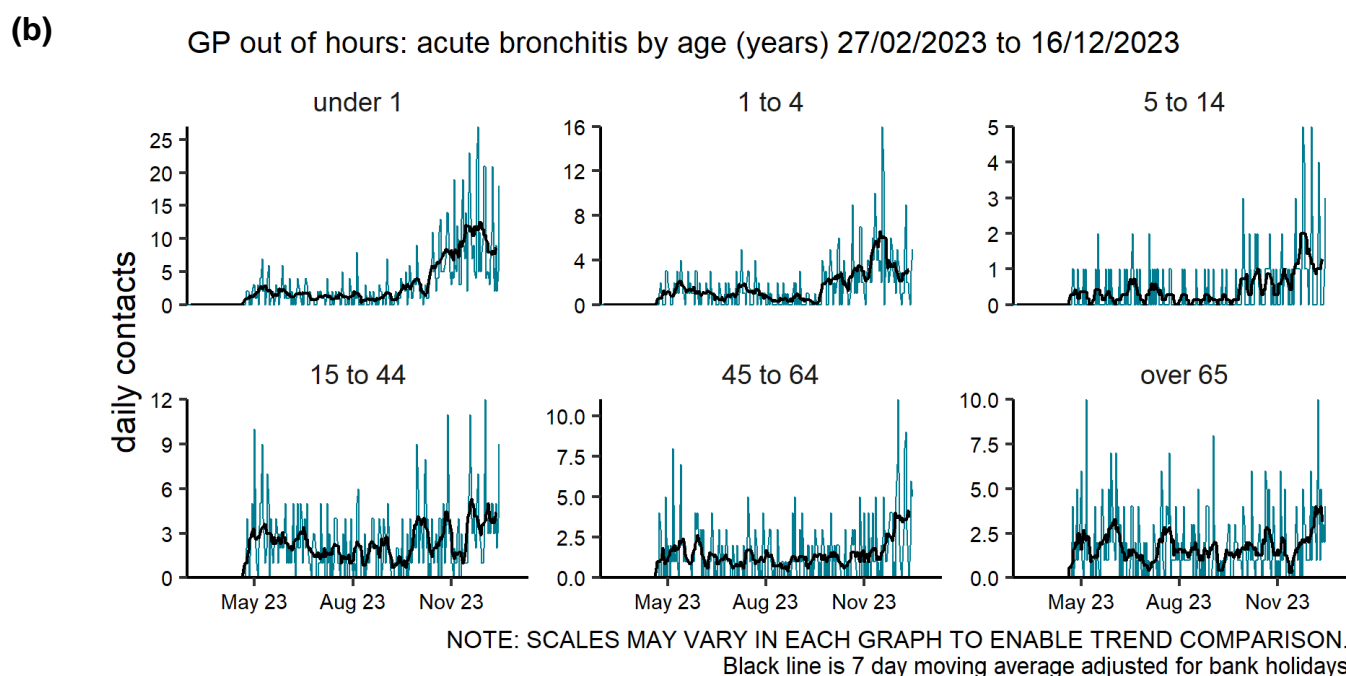 (b)
GP out of hours: acute bronchitis by age (years) 27/02/2023 to 16/12/2023
daily contacts
under 1
25
20
15
10
5
0
1 to 4
16
12
8
4
0
5 to 14
5
4
3
2
1
0
15 to 44
12
9
6
3
0
May 23 Aug 23 Nov 23
45 to 64
10.0
7.5
5.0
2.5
0.0
May 23 Aug 23 Nov 23
over 65
10.0
7.5
5.0
2.5
0.0
May 23 Aug 23 Nov 23
NOTE: SCALES MAY VARY IN EACH GRAPH TO ENABLE TREND COMPARISON.
Black line is 7 day moving average adjusted for bank holidays